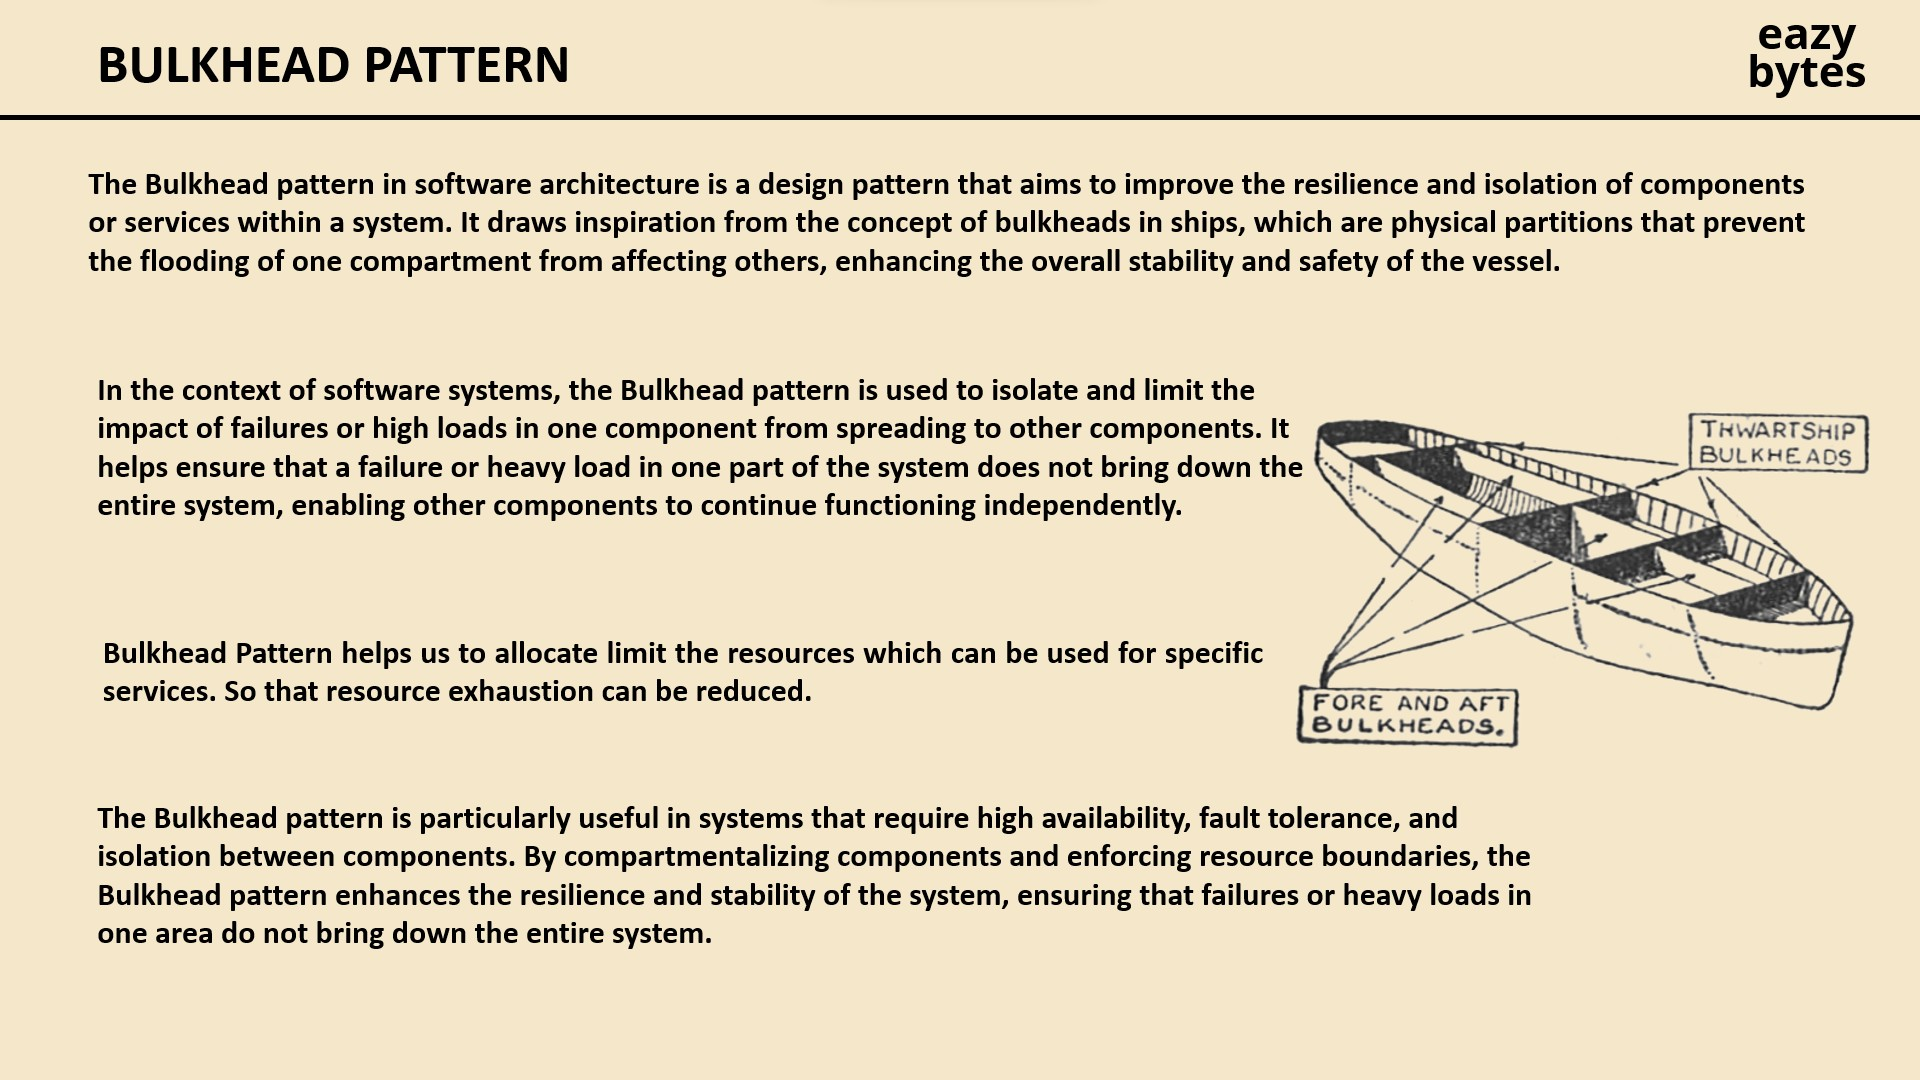 BULKHEAD PATTERN
eazy
bytes
The Bulkhead pattern in software architecture is a design pattern that aims to improve the resilience and isolation of components
or services within a system. It draws inspiration from the concept of bulkheads in ships, which are physical partitions that prevent
the flooding of one compartment from affecting others, enhancing the overall stability and safety of the vessel.
In the context of software systems, the Bulkhead pattern is used to isolate and limit the
impact of failures or high loads in one component from spreading to other components. It
helps ensure that a failure or heavy load in one part of the system does not bring down the
entire system, enabling other components to continue functioning independently.
THWARTSHIP
BULKHEADS
Bulkhead Pattern helps us to allocate limit the resources which can be used for specific
services. So that resource exhaustion can be reduced.
FORE AND AFT
BULKHEADS.
The Bulkhead pattern is particularly useful in systems that require high availability, fault tolerance, and
isolation between components. By compartmentalizing components and enforcing resource boundaries, the
Bulkhead pattern enhances the resilience and stability of the system, ensuring that failures or heavy loads in
one area do not bring down the entire system.